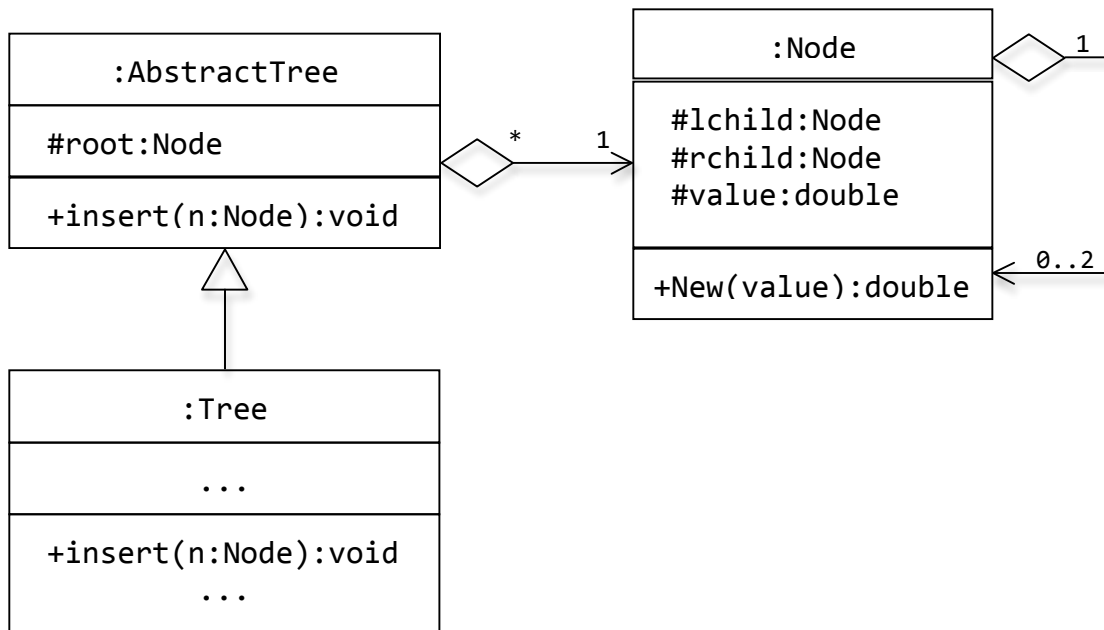 :AbstractTree
#root:Node
+insert(n:Node):void
*
1
:Node
#lchild:Node
#rchild:Node
#value:double
+New(value):double
1
0..2
:Tree
...
+insert(n:Node):void
...